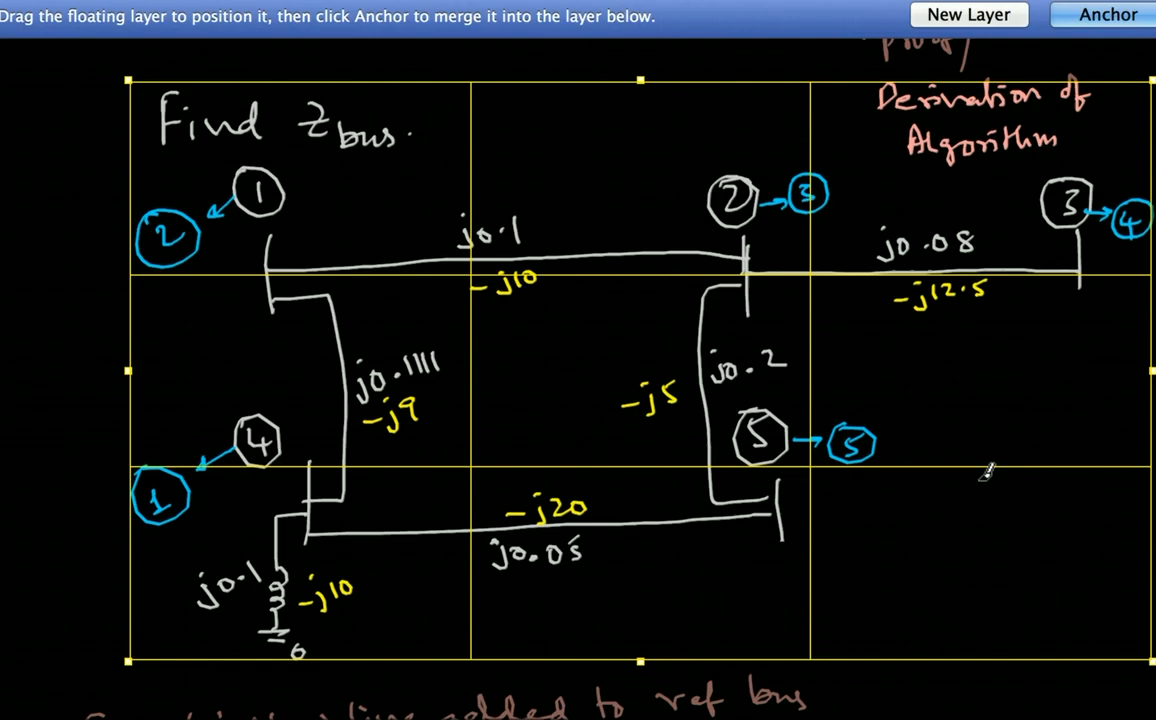 Drag the floating layer to position it, then click Anchor to merge it into the layer below.
New Layer
Anchor
Derivation of
Algorithm
Find Zbus.
1
2
2
3
3
4
j0.1
-j10
j0.08
-j12.5
j0.1111
-j9
j0.2
-j5
4
1
5
5
-j20
j0.05
j0.1
-j10
0
line added to ref bus